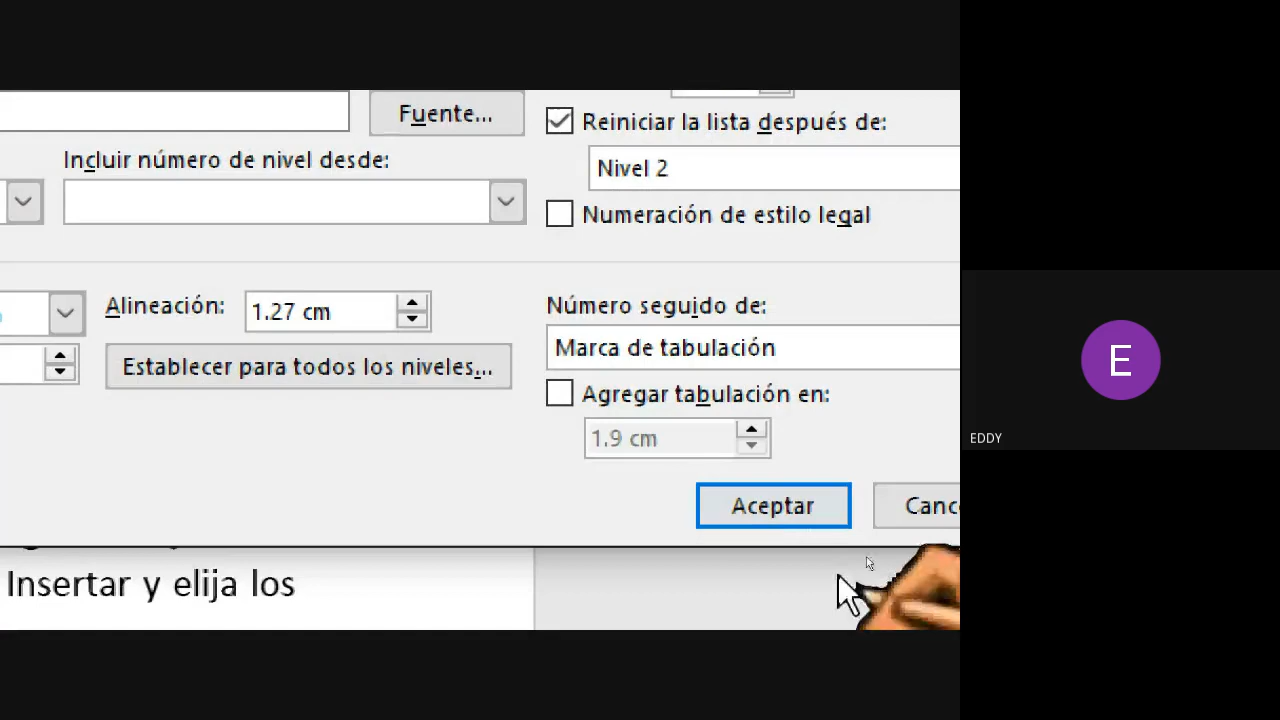 Fuente...
Reiniciar la lista después de:
Incluir número de nivel desde:
Nivel 2
Numeración de estilo legal
Alineación:
1.27 cm
Número seguido de:
Marca de tabulación
Establecer para todos los niveles...
Agregar tabulación en:
1.9 cm
Aceptar
Canc
Insertar y elija los
E
EDDY